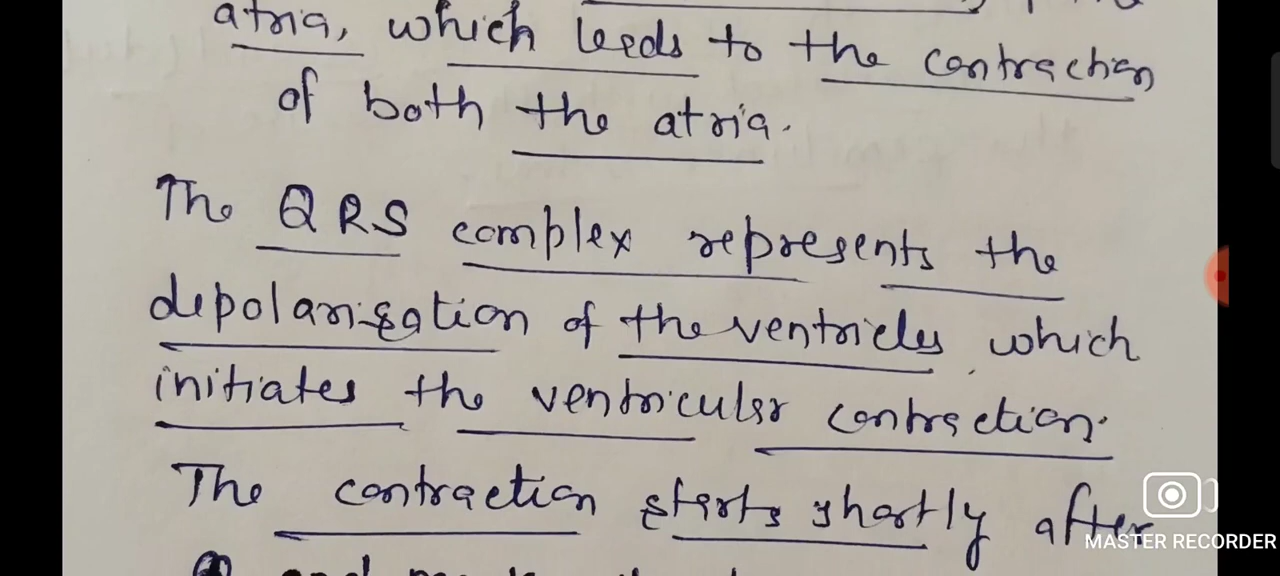 atria, which leeds to the contraction
of both the atria.
The QRS complex represents the
depolarisation of the ventricles which
initiates the ventricular contraction.
The contraction starts shortly after
MASTER RECORDER